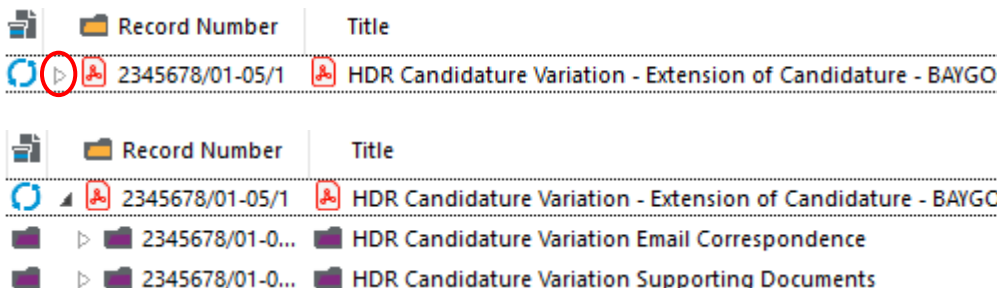 Record Number Title
2345678/01-05/1 HDR Candidature Variation - Extension of Candidature - BAYGO
Record Number Title
2345678/01-05/1 HDR Candidature Variation - Extension of Candidature - BAYGO
2345678/01-0... HDR Candidature Variation Email Correspondence
2345678/01-0... HDR Candidature Variation Supporting Documents